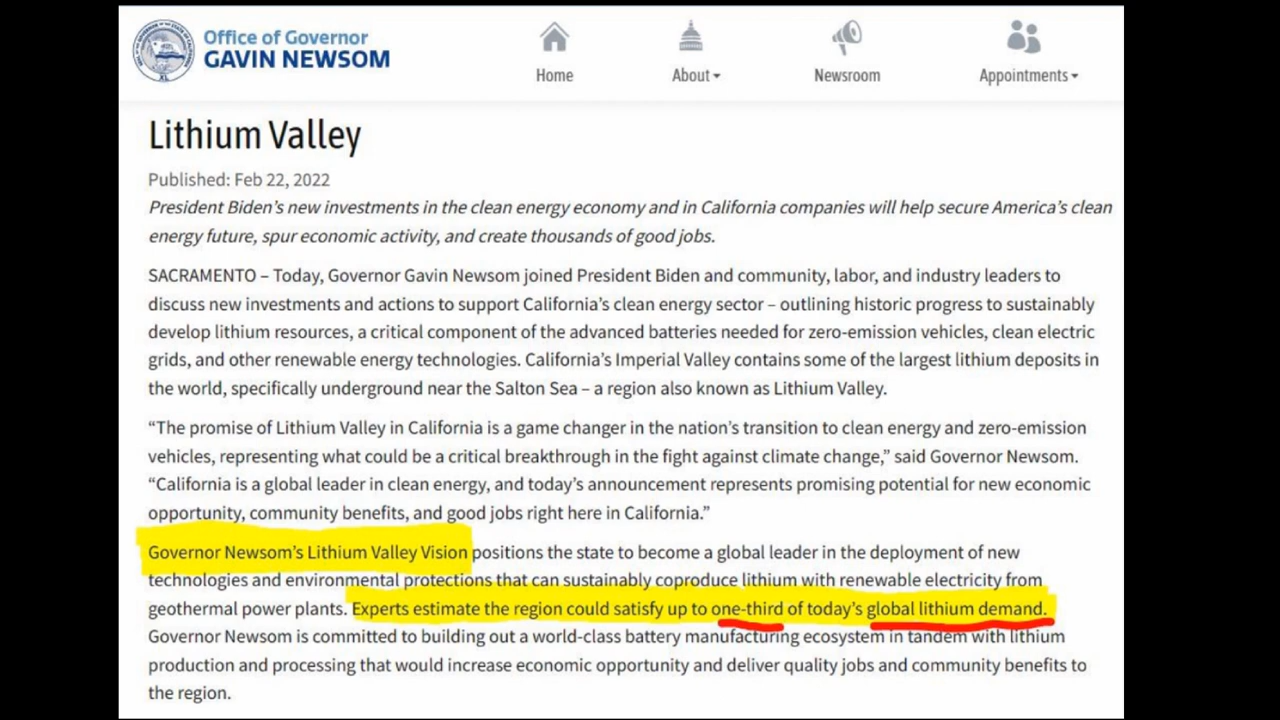 Office of Governor
GAVIN NEWSOM
Home
About
Newsroom
Appointments
Lithium Valley
Published: Feb 22, 2022
President Biden's new investments in the clean energy economy and in California companies will help secure America's clean
energy future, spur economic activity, and create thousands of good jobs.
SACRAMENTO – Today, Governor Gavin Newsom joined President Biden and community, labor, and industry leaders to
discuss new investments and actions to support California's clean energy sector – outlining historic progress to sustainably
develop lithium resources, a critical component of the advanced batteries needed for zero-emission vehicles, clean electric
grids, and other renewable energy technologies. California's Imperial Valley contains some of the largest lithium deposits in
the world, specifically underground near the Salton Sea – a region also known as Lithium Valley.
“The promise of Lithium Valley in California is a game changer in the nation's transition to clean energy and zero-emission
vehicles, representing what could be a critical breakthrough in the fight against climate change,” said Governor Newsom.
“California is a global leader in clean energy, and today's announcement represents promising potential for new economic
opportunity, community benefits, and good jobs right here in California.”
Governor Newsom's Lithium Valley Vision positions the state to become a global leader in the deployment of new
technologies and environmental protections that can sustainably coproduce lithium with renewable electricity from
geothermal power plants. Experts estimate the region could satisfy up to one-third of today's global lithium demand.
Governor Newsom is committed to building out a world-class battery manufacturing ecosystem in tandem with lithium
production and processing that would increase economic opportunity and deliver quality jobs and community benefits to
the region.